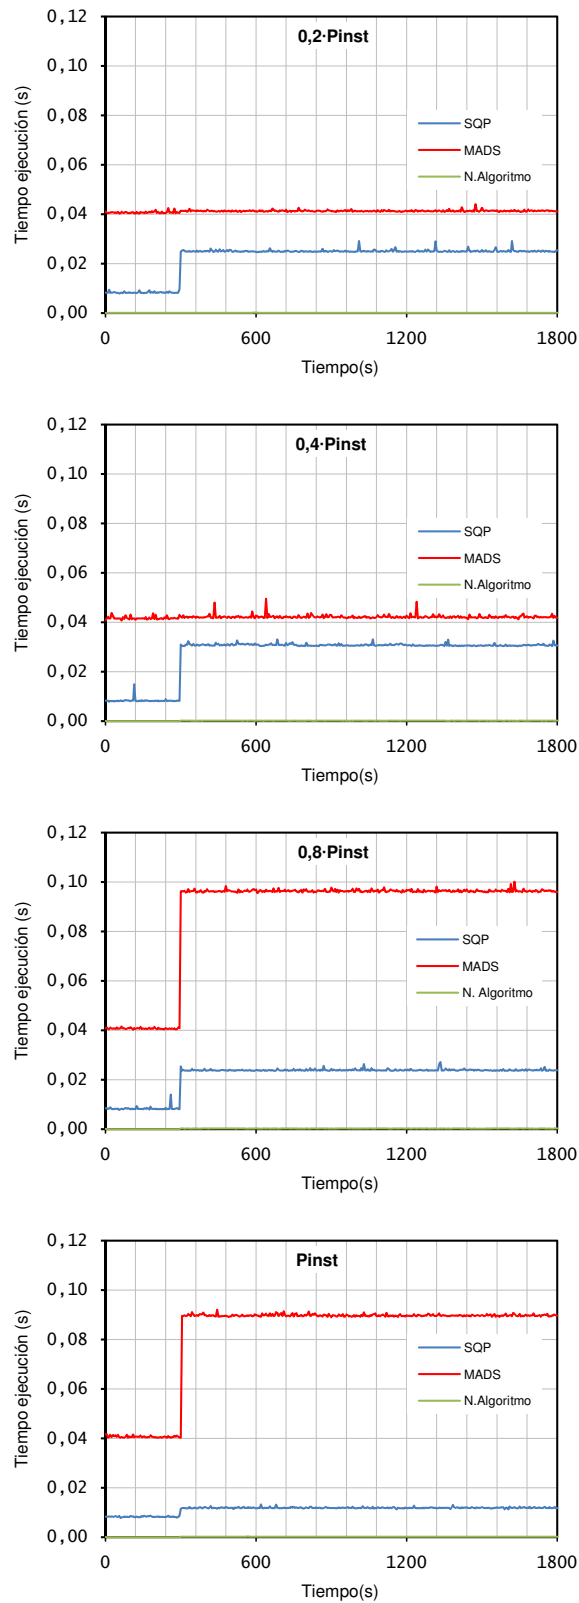 0,2·Pinst
Tiempo ejecución (s)
0,12
0,10
0,08
0,06
0,04
0,02
0,00
SQP
MADS
N.Algoritmo
0 600 1200 1800
Tiempo(s)
0,4·Pinst
Tiempo ejecución (s)
0,12
0,10
0,08
0,06
0,04
0,02
0,00
SQP
MADS
N.Algoritmo
0 600 1200 1800
Tiempo(s)
0,8·Pinst
Tiempo ejecución (s)
0,12
0,10
0,08
0,06
0,04
0,02
0,00
SQP
MADS
N. Algoritmo
0 600 1200 1800
Tiempo(s)
Pinst
Tiempo ejecución (s)
0,12
0,10
0,08
0,06
0,04
0,02
0,00
SQP
MADS
N.Algoritmo
0 600 1200 1800
Tiempo(s)